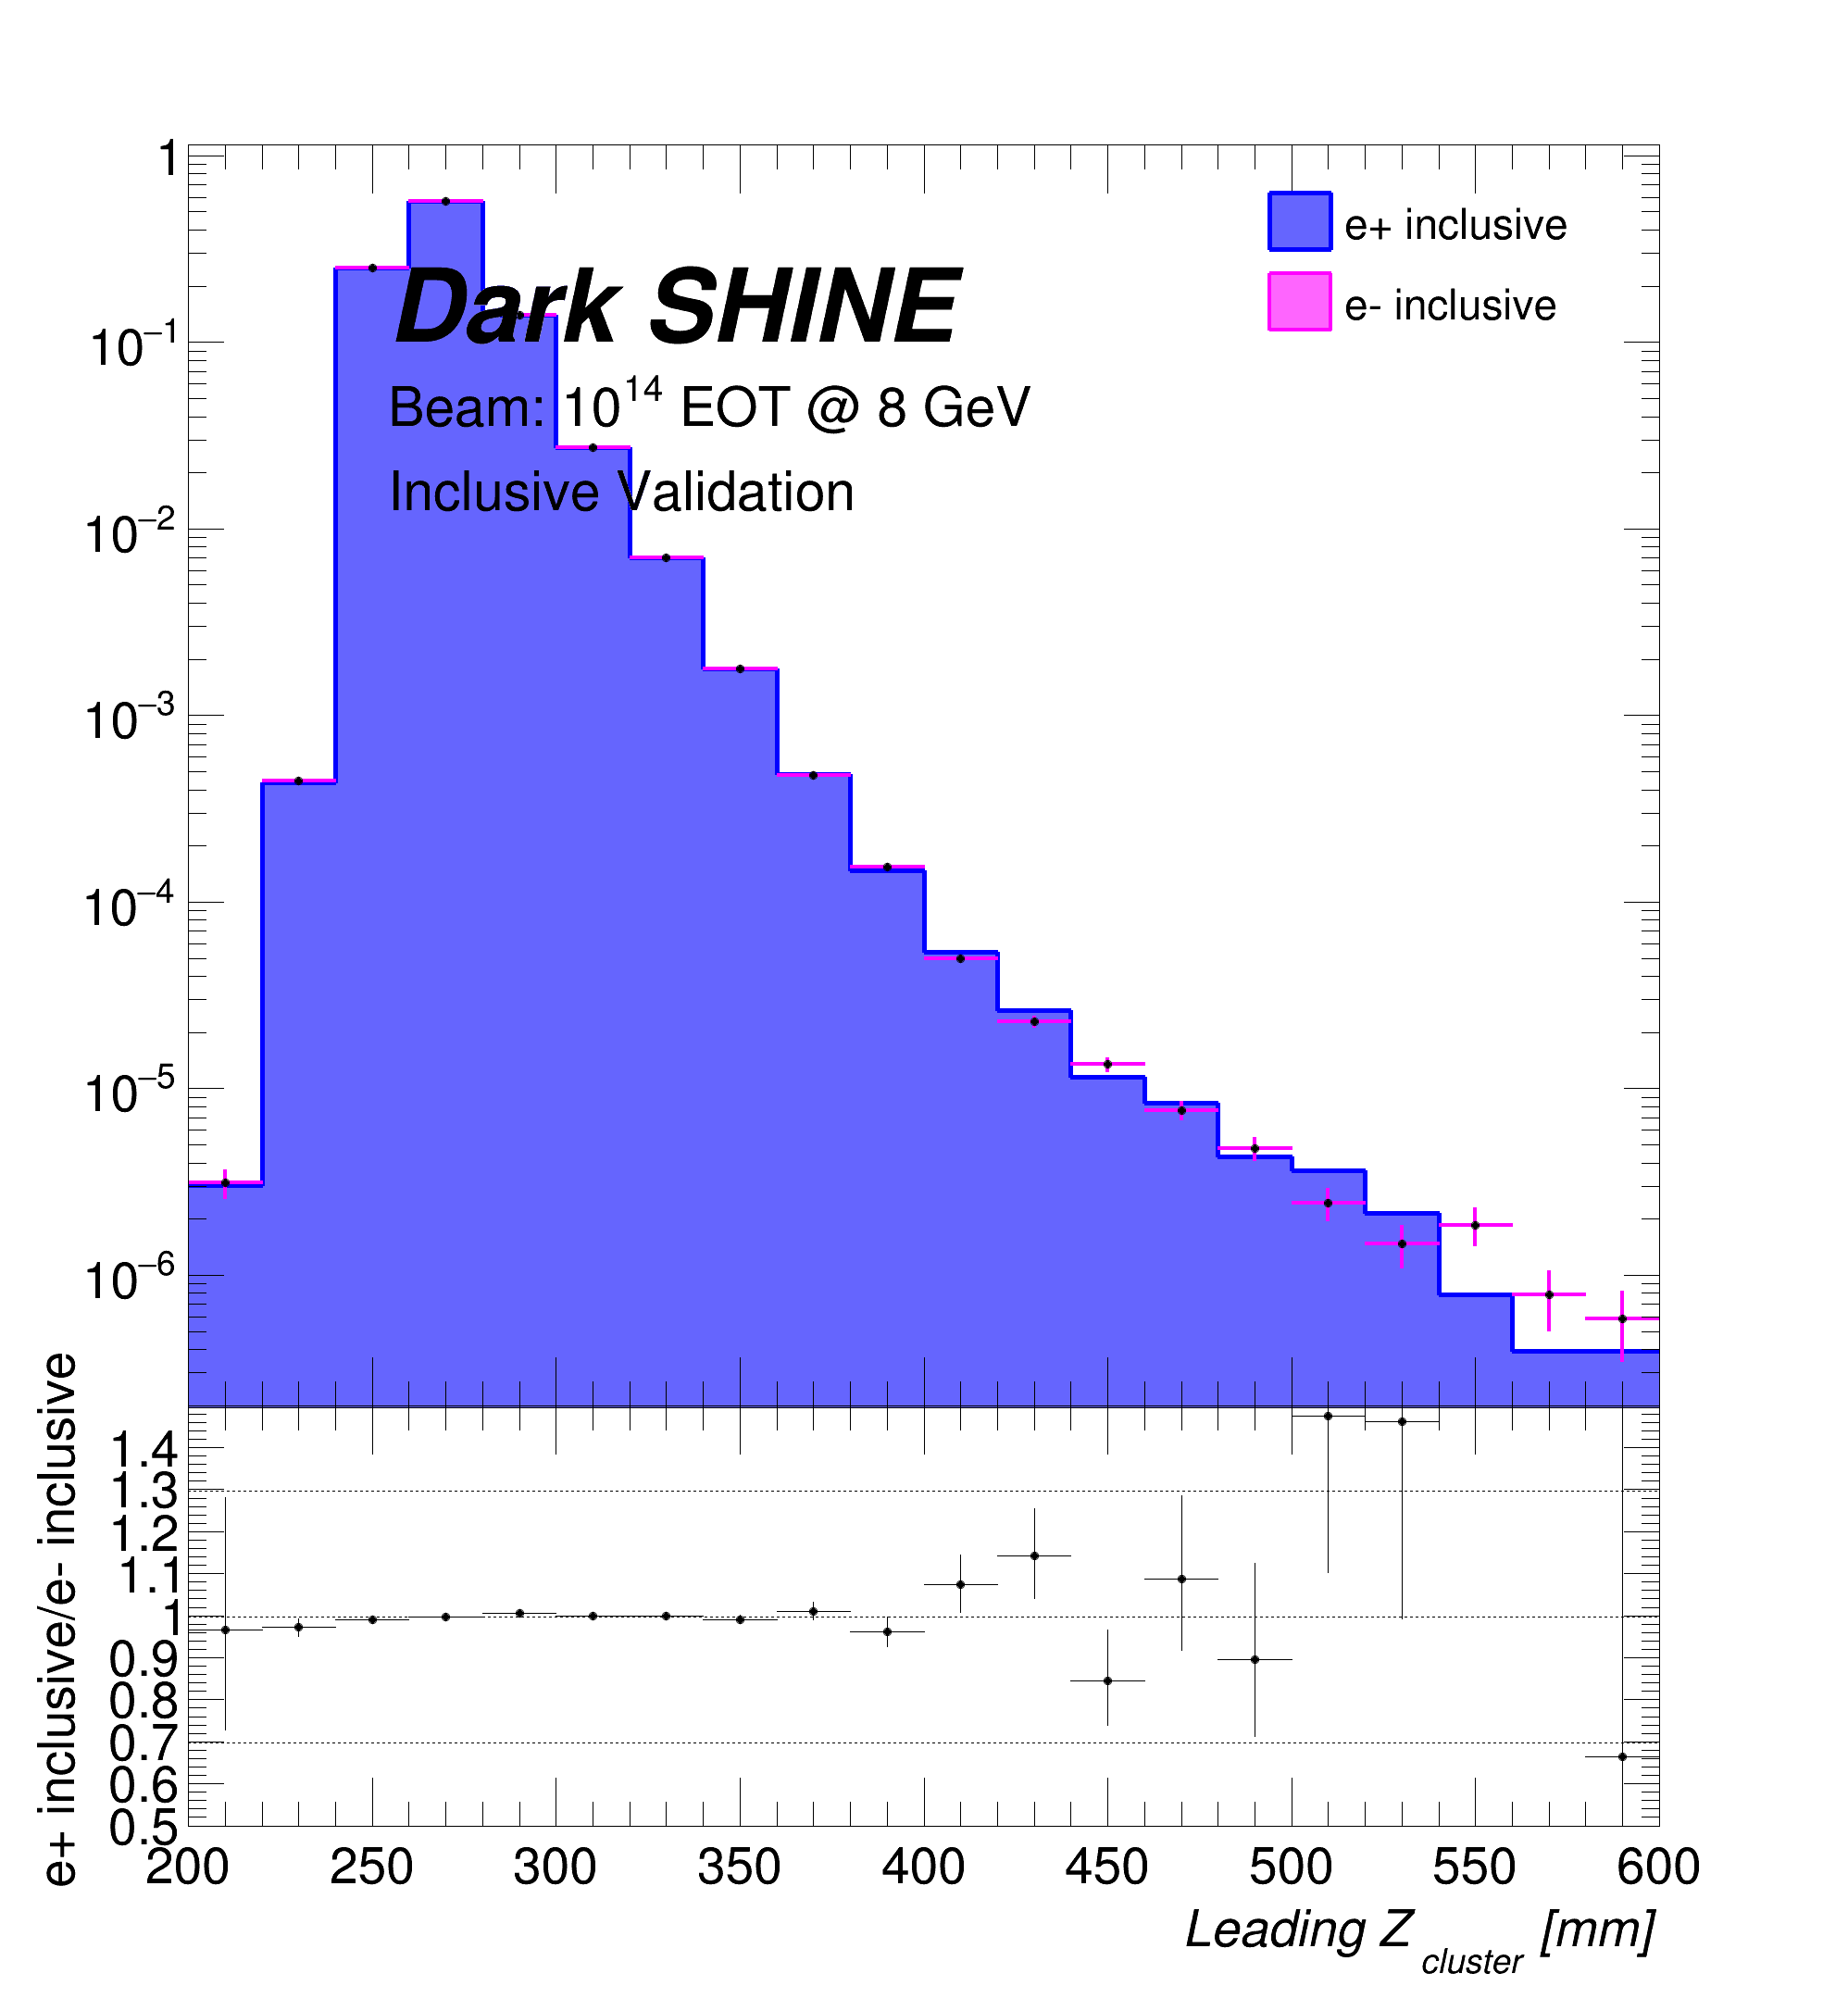 1
10−1
10−2
10−3
10−4
10−5
10−6
e+ inclusive
e- inclusive
Dark SHINE
Beam: 10^14 EOT @ 8 GeV
Inclusive Validation
e+ inclusive/e- inclusive
1.4
1.3
1.2
1.1
1
0.9
0.8
0.7
0.6
0.5
200 250 300 350 400 450 500 550 600
Leading Z cluster [mm]